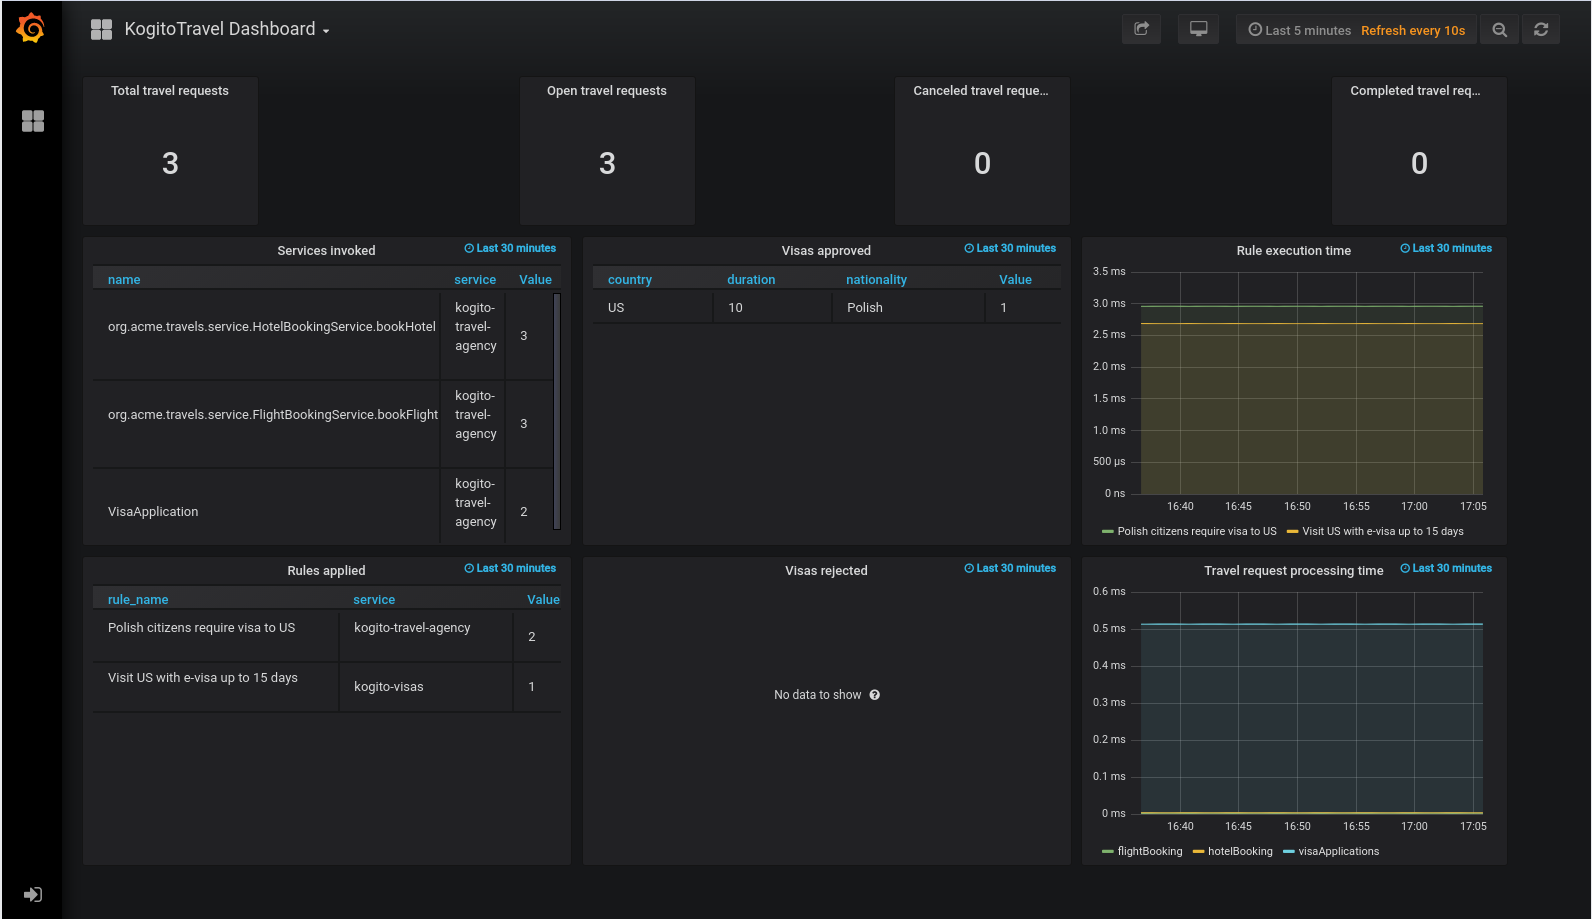 KogitoTravel Dashboard
Last 5 minutes Refresh every 10s
Total travel requests
3
Open travel requests
3
Canceled travel reque...
0
Completed travel req...
0
Services invoked
Last 30 minutes
name service Value
org.acme.travels.service.HotelBookingService.bookHotel
kogito-
travel-
agency
3
org.acme.travels.service.FlightBookingService.bookFlight
kogito-
travel-
agency
3
VisaApplication
kogito-
travel-
agency
2
Visas approved
Last 30 minutes
country duration nationality Value
US 10 Polish 1
Rule execution time
Last 30 minutes
3.5 ms
3.0 ms
2.5 ms
2.0 ms
1.5 ms
1.0 ms
500 µs
0 ns
16:40 16:45 16:50 16:55 17:00 17:05
Polish citizens require visa to US Visit US with e-visa up to 15 days
Rules applied
Last 30 minutes
rule_name service Value
Polish citizens require visa to US kogito-travel-agency 2
Visit US with e-visa up to 15 days kogito-visas 1
Visas rejected
Last 30 minutes
No data to show
Travel request processing time
Last 30 minutes
0.6 ms
0.5 ms
0.4 ms
0.3 ms
0.2 ms
0.1 ms
0 ms
16:40 16:45 16:50 16:55 17:00 17:05
flightBooking hotelBooking visaApplications